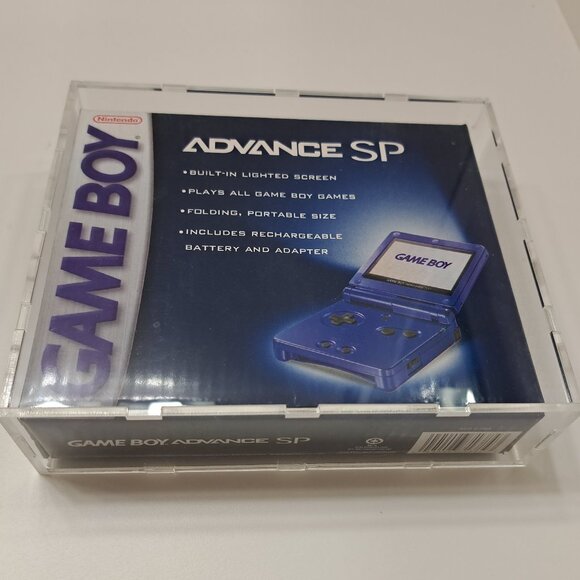 Nintendo
GAME BOY
ADVANCE SP
• BUILT-IN LIGHTED SCREEN
• PLAYS ALL GAME BOY GAMES
• FOLDING, PORTABLE SIZE
• INCLUDES RECHARGEABLE
BATTERY AND ADAPTER
GAME BOY
GAME BOY ADVANCE SP